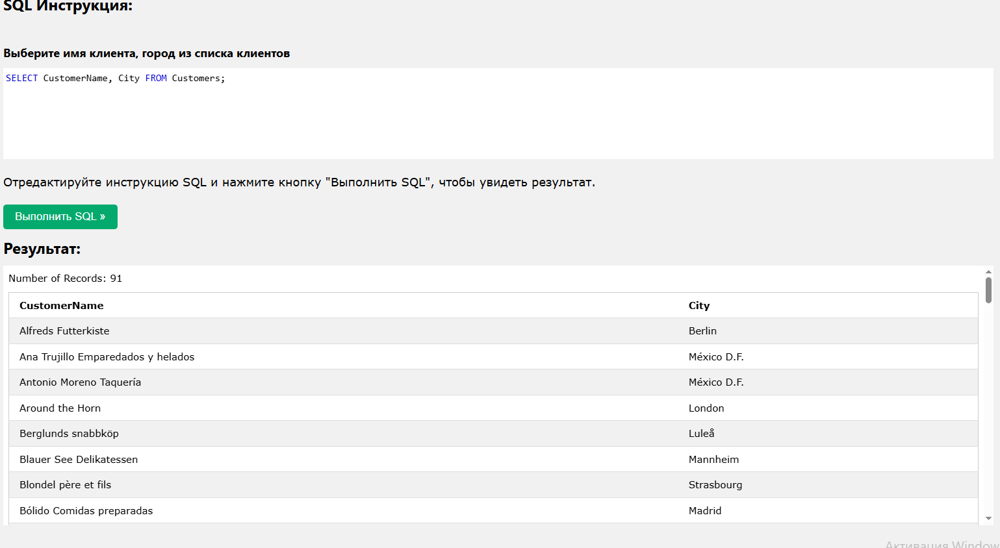 SQL Инструкция:
Выберите имя клиента, город из списка клиентов
SELECT CustomerName, City FROM Customers;
Отредактируйте инструкцию SQL и нажмите кнопку "Выполнить SQL", чтобы увидеть результат.
Выполнить SQL »
Результат:
Number of Records: 91
CustomerName City
Alfreds Futterkiste Berlin
Ana Trujillo Emparedados y helados México D.F.
Antonio Moreno Taquería México D.F.
Around the Horn London
Berglunds snabbköp Luleå
Blauer See Delikatessen Mannheim
Blondel père et fils Strasbourg
Bólido Comidas preparadas Madrid
Активация Window